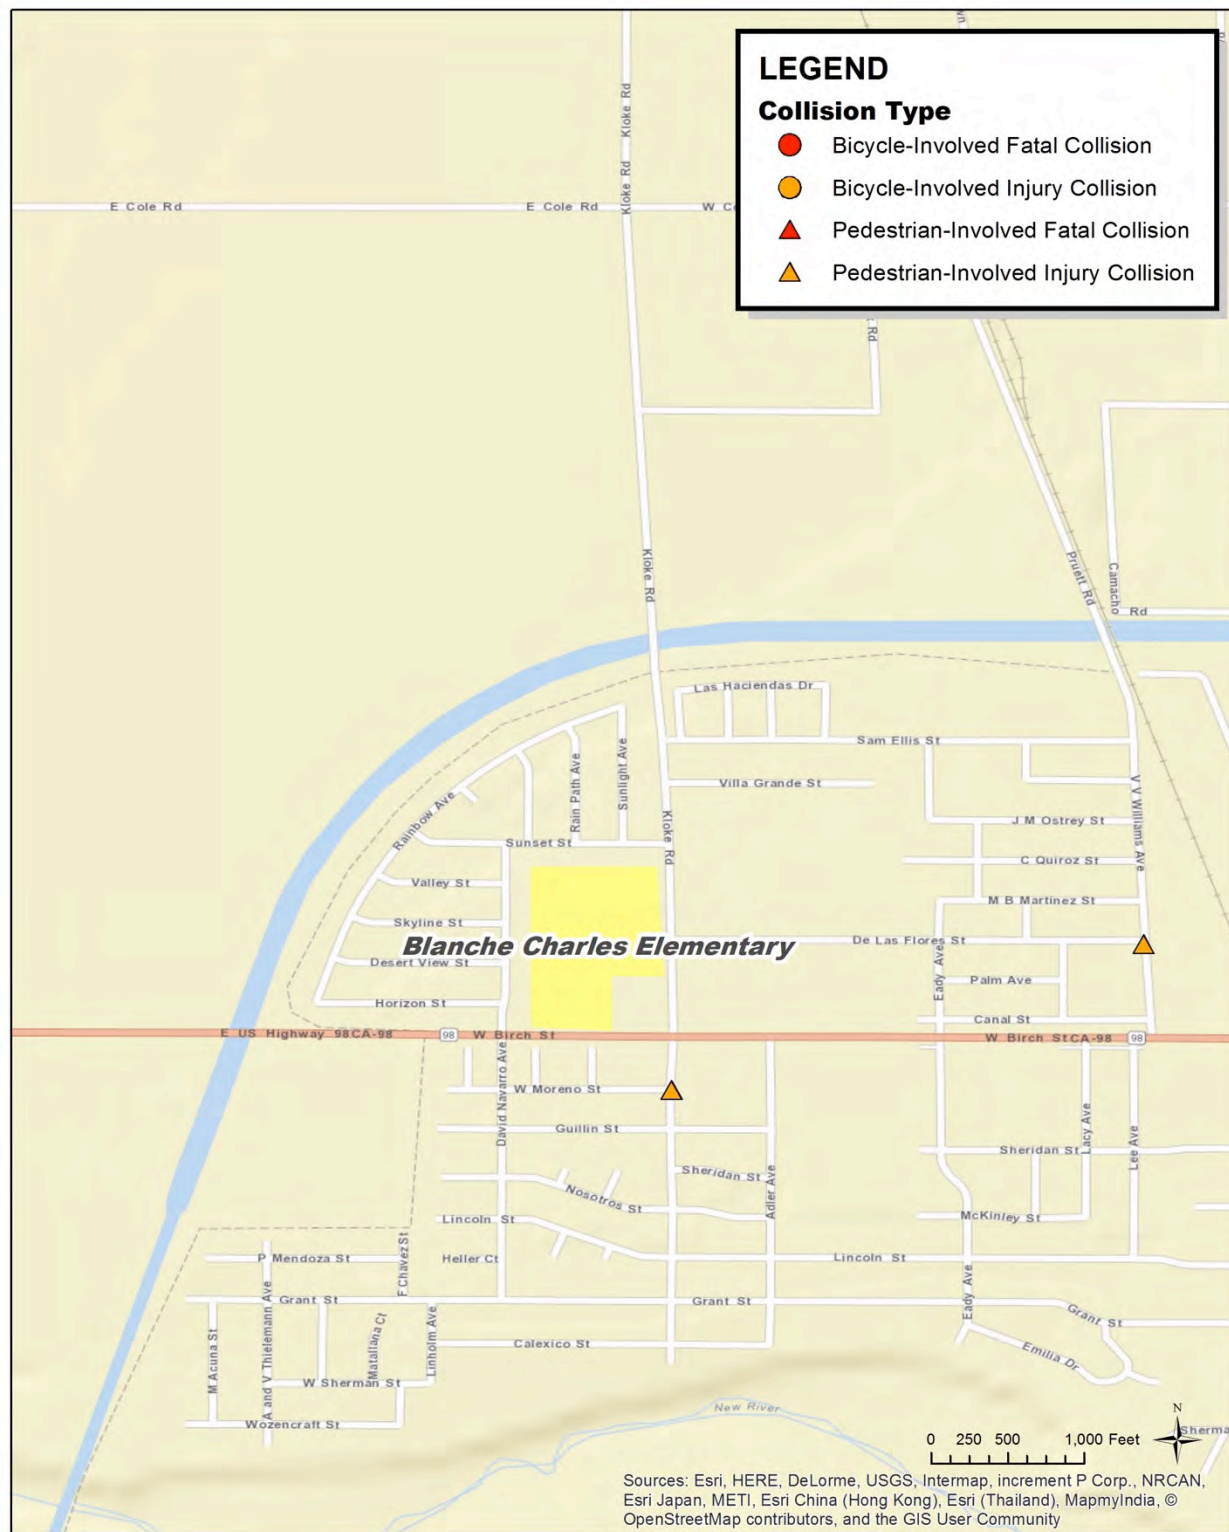 LEGEND
Collision Type
Bicycle-Involved Fatal Collision
Bicycle-Involved Injury Collision
Pedestrian-Involved Fatal Collision
Pedestrian-Involved Injury Collision
Kloke Rd
Kloke Rd
E Cole Rd
E Cole Rd
W
Rd
Kloke Rd
Pruett Rd
Camacho
Rd
Las Haciendas Dr
Sam Ellis St
Villa Grande St
Rainbow Ave
Rain Path Ave
Sunlight Ave
Kloke Rd
V V Williams Ave
J M Ostrey St
Sunset St
C Quiroz St
Valley St
M B Martinez St
Skyline St
Blanche Charles Elementary
De Las Flores St
Desert View St
Eady Ave
Palm Ave
Horizon St
Canal St
E US Highway 98CA-98
98
W Birch St
W Birch StCA-98
98
David Navarro Ave
W Moreno St
Guillin St
Lacy Ave
Lee Ave
Sheridan St
Sheridan St
Adler Ave
Nosotros St
McKinley St
Lincoln St
P Mendoza St
F Chavez St
Heller Ct
Lincoln St
Eady Ave
Grant St
Grant St
Grant St
M Acuna St
A and V Thielemann Ave
Matallana Ct
Linholm Ave
Calexico St
Emilia Dr
W Sherman St
Wozencraft St
New River
N
0 250 500 1,000 Feet
Sherma
Sources: Esri, HERE, DeLorme, USGS, Intermap, increment P Corp., NRCAN,
Esri Japan, METI, Esri China (Hong Kong), Esri (Thailand), MapmyIndia, ©
OpenStreetMap contributors, and the GIS User Community